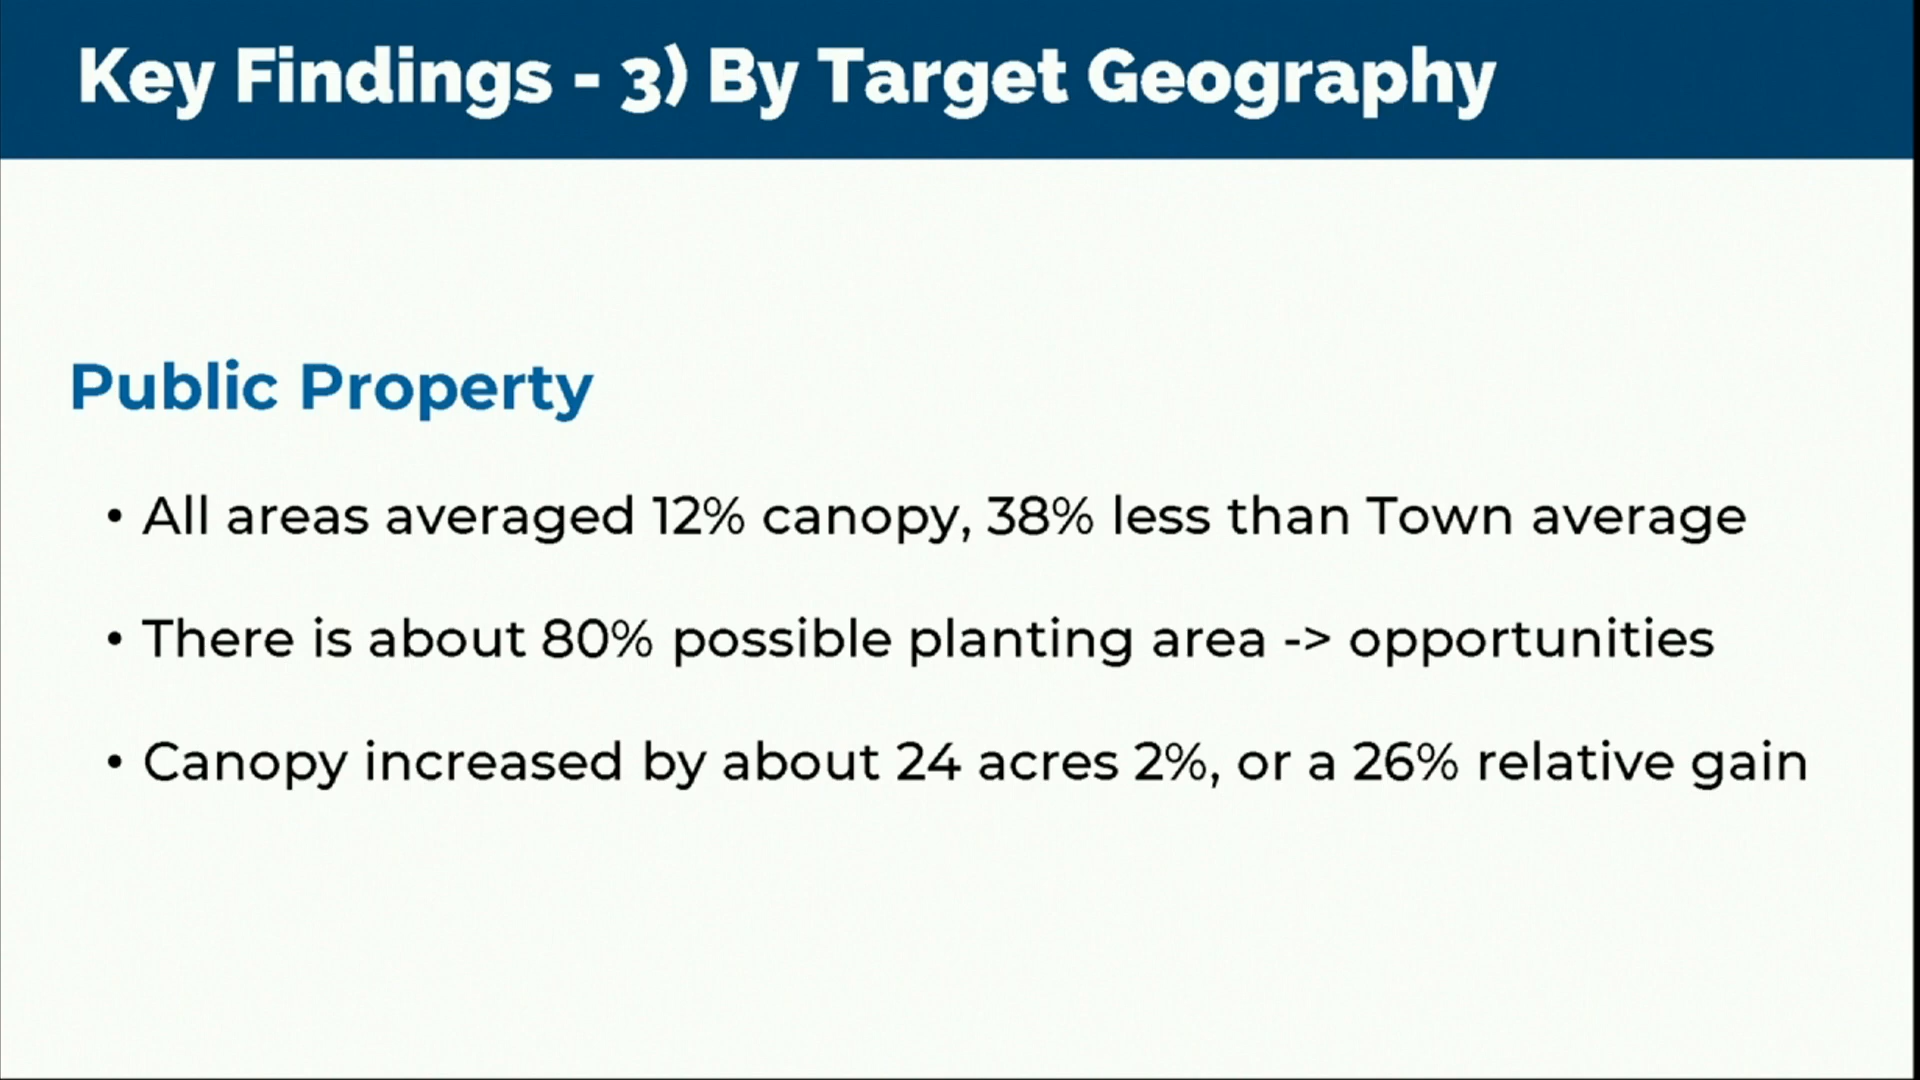 Key Findings - 3) By Target Geography
Public Property
• All areas averaged 12% canopy, 38% less than Town average
• There is about 80% possible planting area -> opportunities
• Canopy increased by about 24 acres 2%, or a 26% relative gain